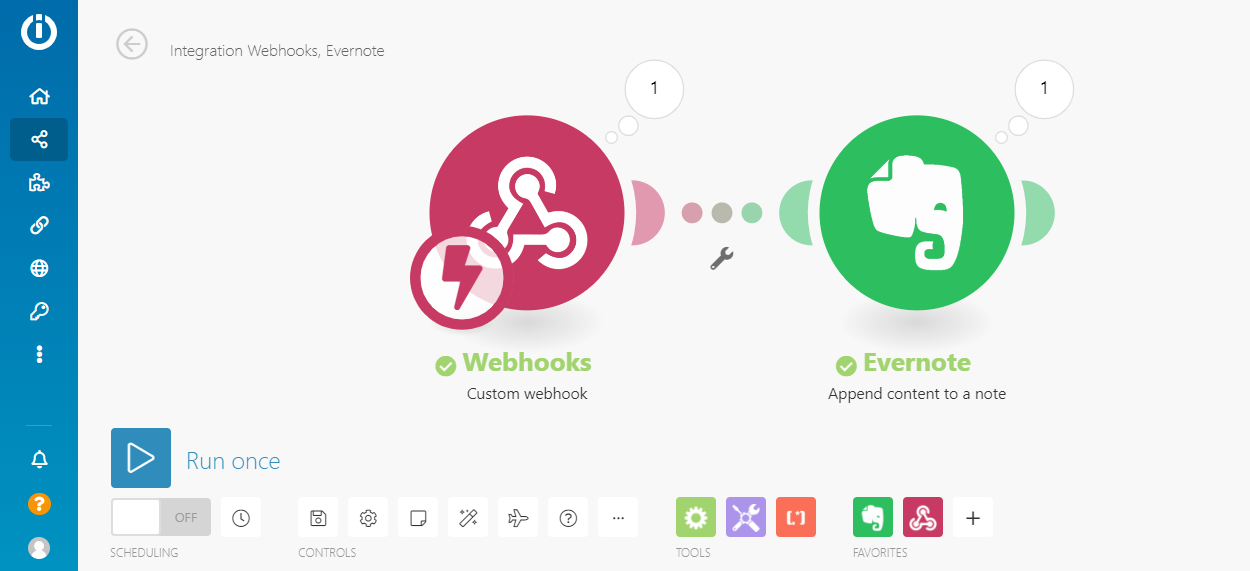 Integration Webhooks, Evernote
1
1
Webhooks
Custom webhook
Evernote
Append content to a note
Run once
OFF
SCHEDULING
CONTROLS
TOOLS
FAVORITES